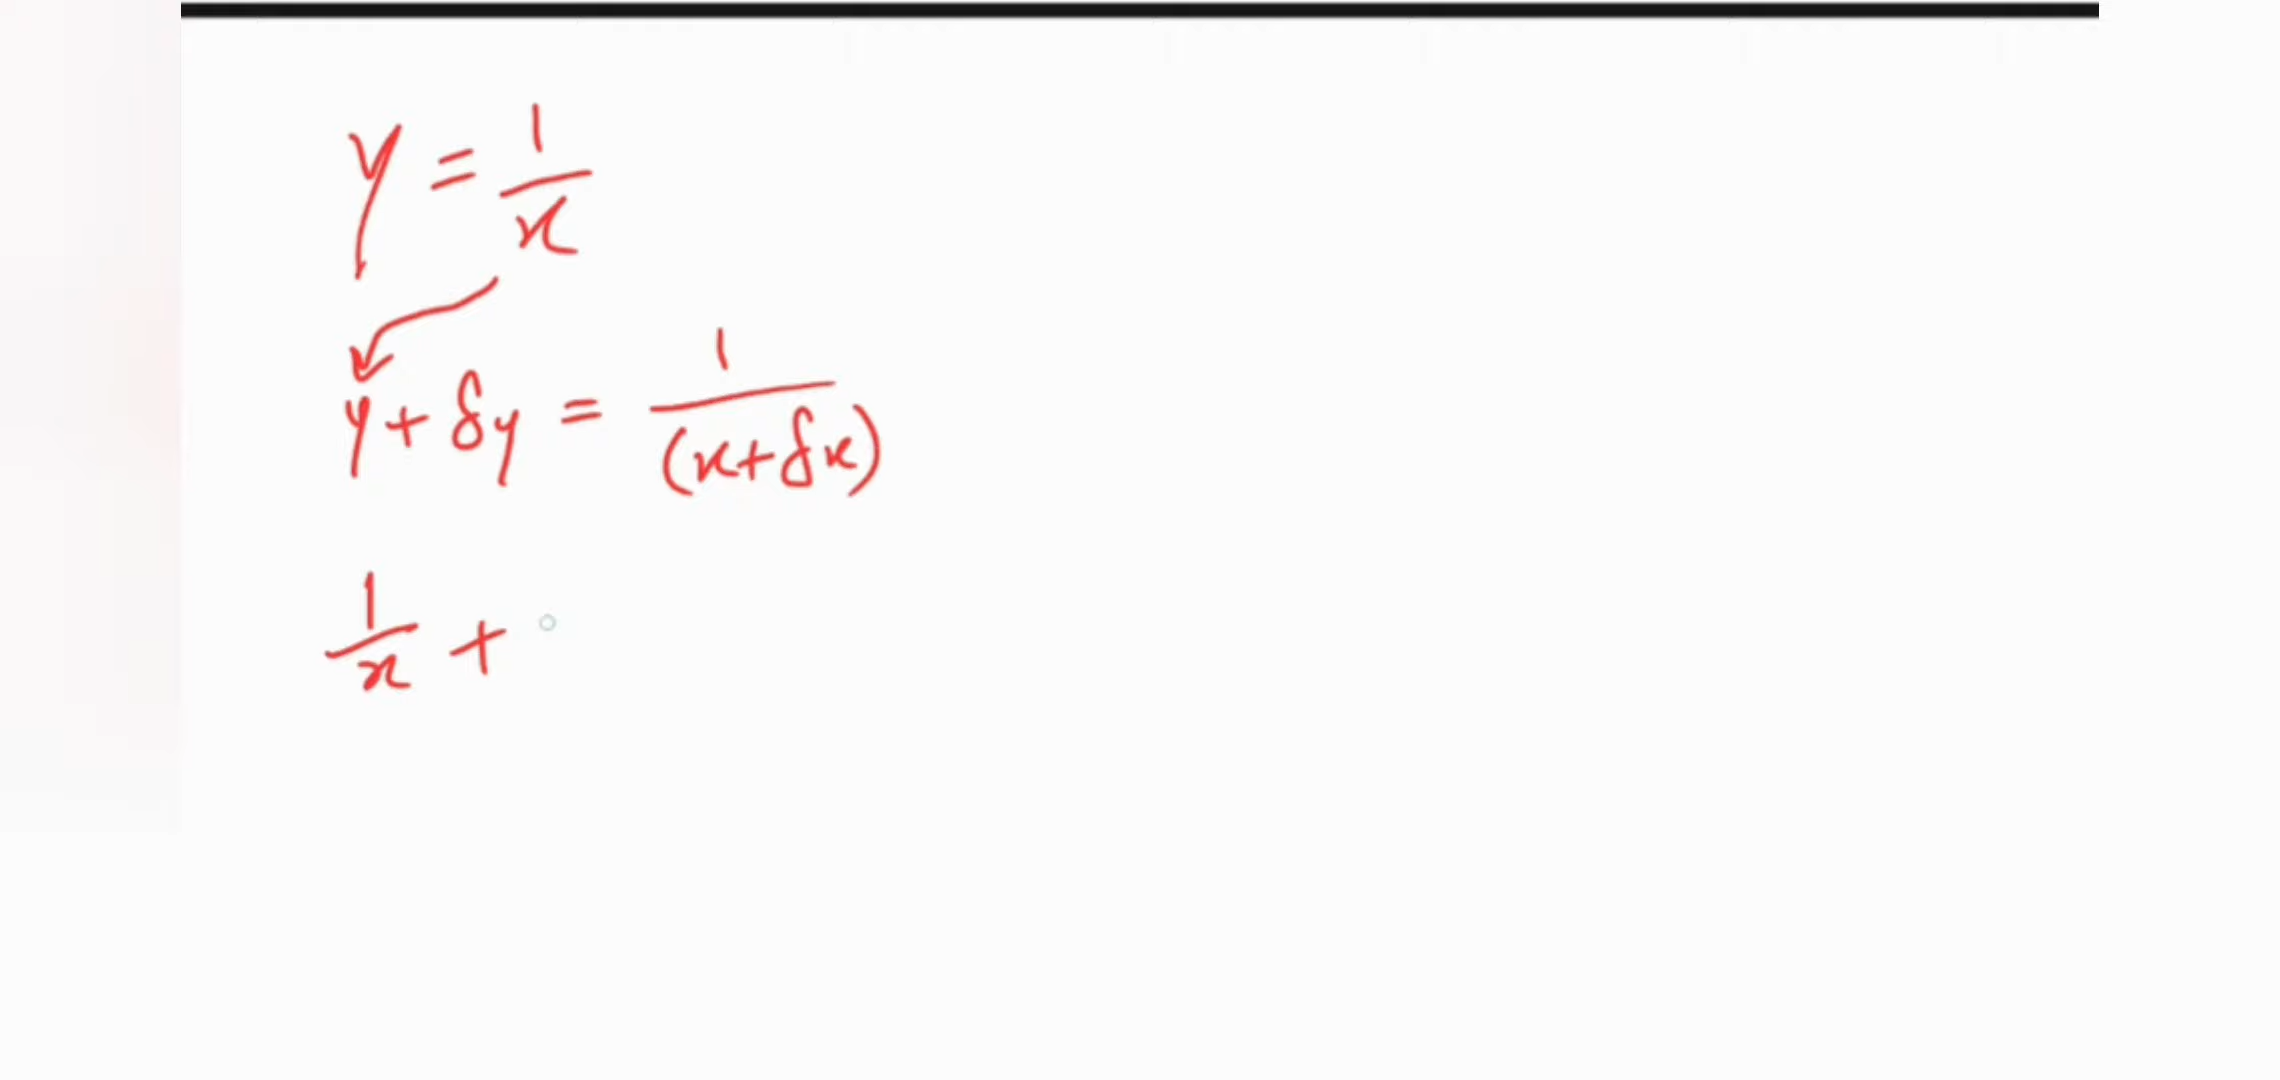 y = 1/x
y + δy = 1/(x+δx)
1/x +